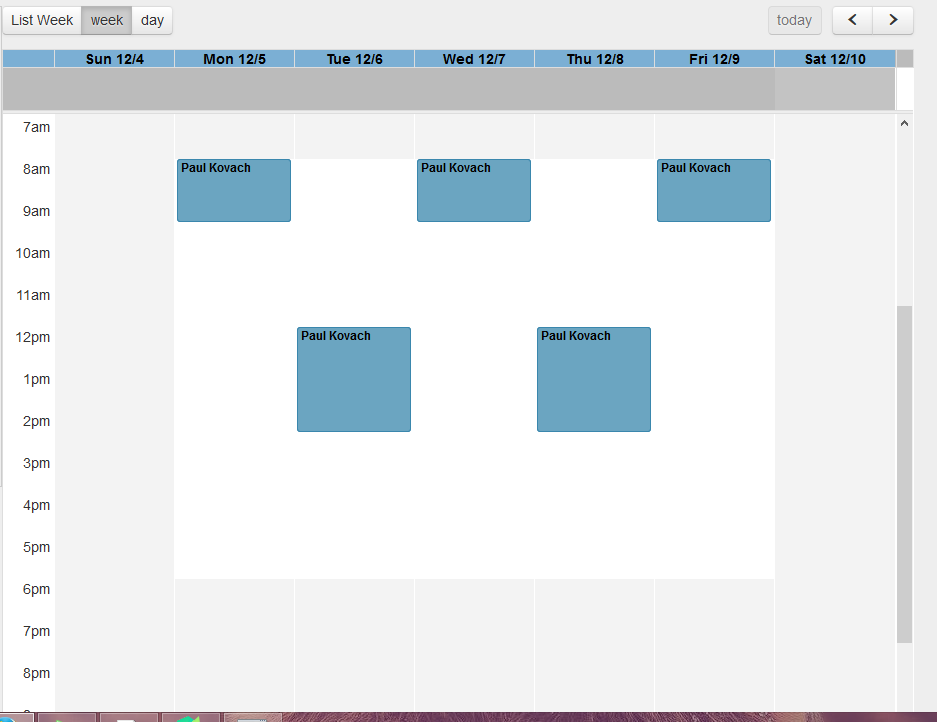 List Week week day today
Sun 12/4 Mon 12/5 Tue 12/6 Wed 12/7 Thu 12/8 Fri 12/9 Sat 12/10
7am
8am Paul Kovach Paul Kovach Paul Kovach
9am
10am
11am
12pm Paul Kovach Paul Kovach
1pm
2pm
3pm
4pm
5pm
6pm
7pm
8pm